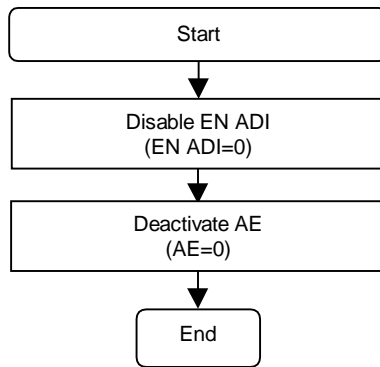 Start
Disable EN ADI
(EN ADI=0)
Deactivate AE
(AE=0)
End